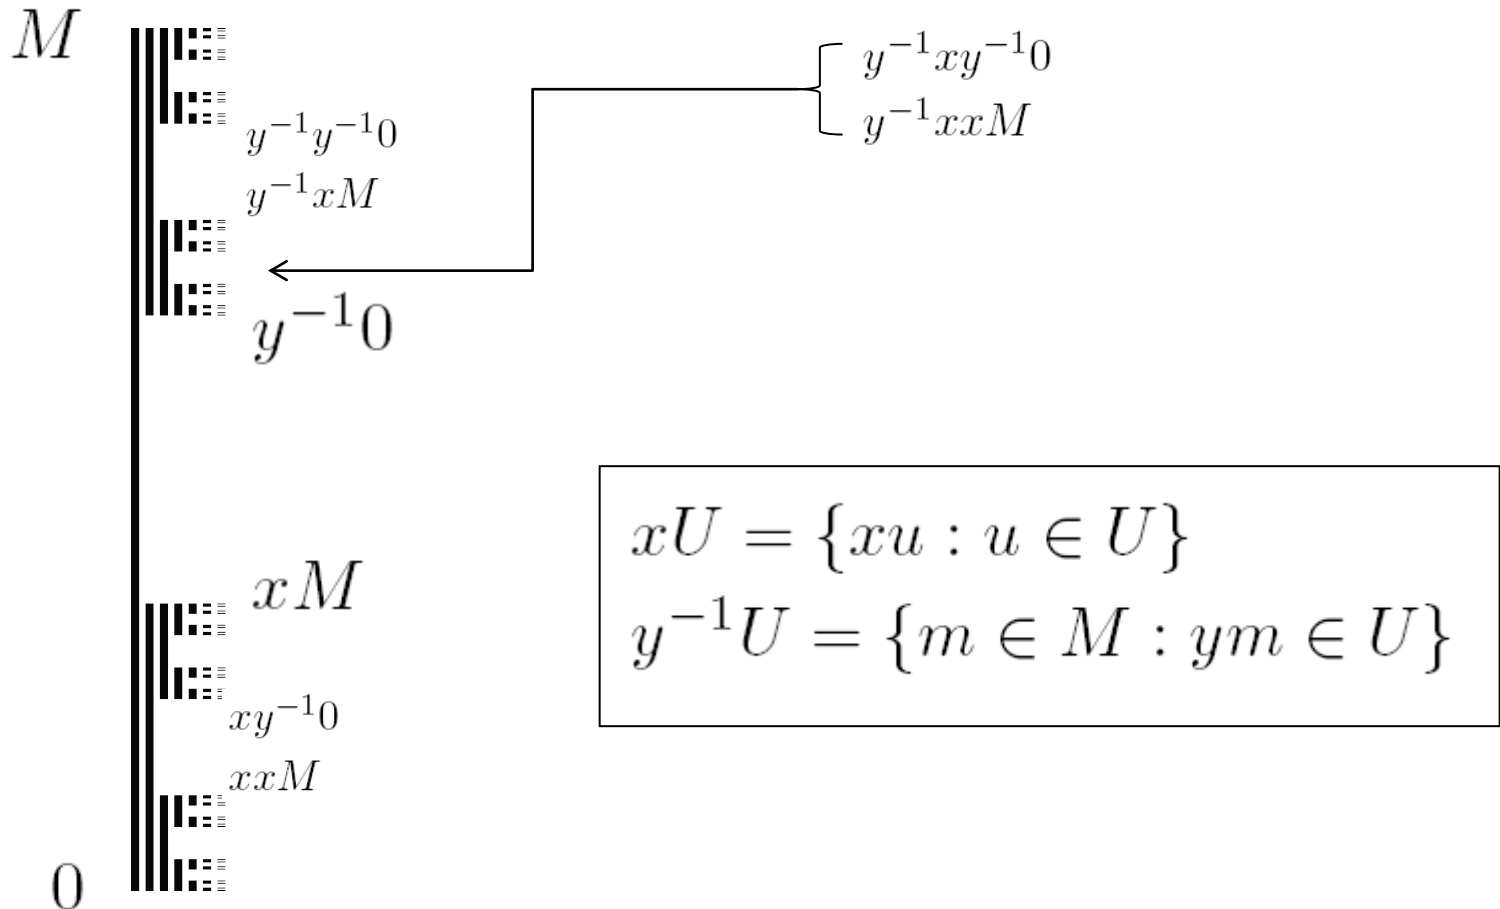 M
y⁻¹xy⁻¹0
y⁻¹xxM
y⁻¹y⁻¹0
y⁻¹xM
y⁻¹0
xU = {xu : u ∈ U}
y⁻¹U = {m ∈ M : ym ∈ U}
xM
xy⁻¹0
xxM
0